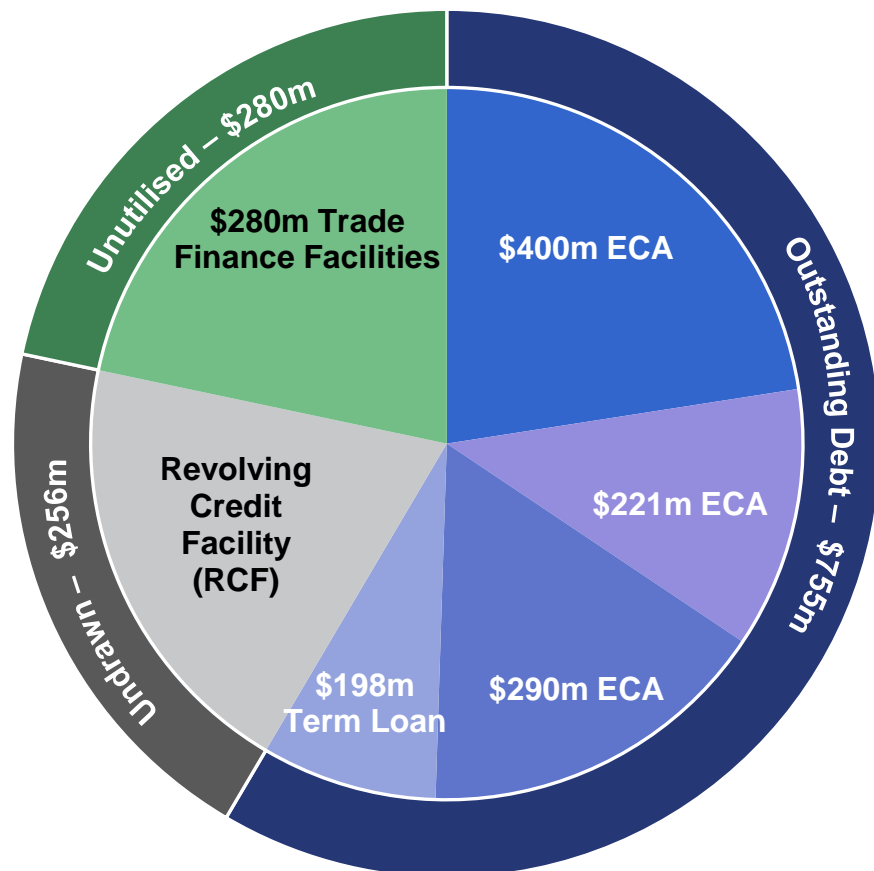 Unutilised – $280m
$280m Trade
Finance Facilities
$400m ECA
Outstanding Debt – $755m
$221m ECA
Revolving
Credit
Facility
(RCF)
Undrawn – $256m
$198m
Term Loan
$290m ECA